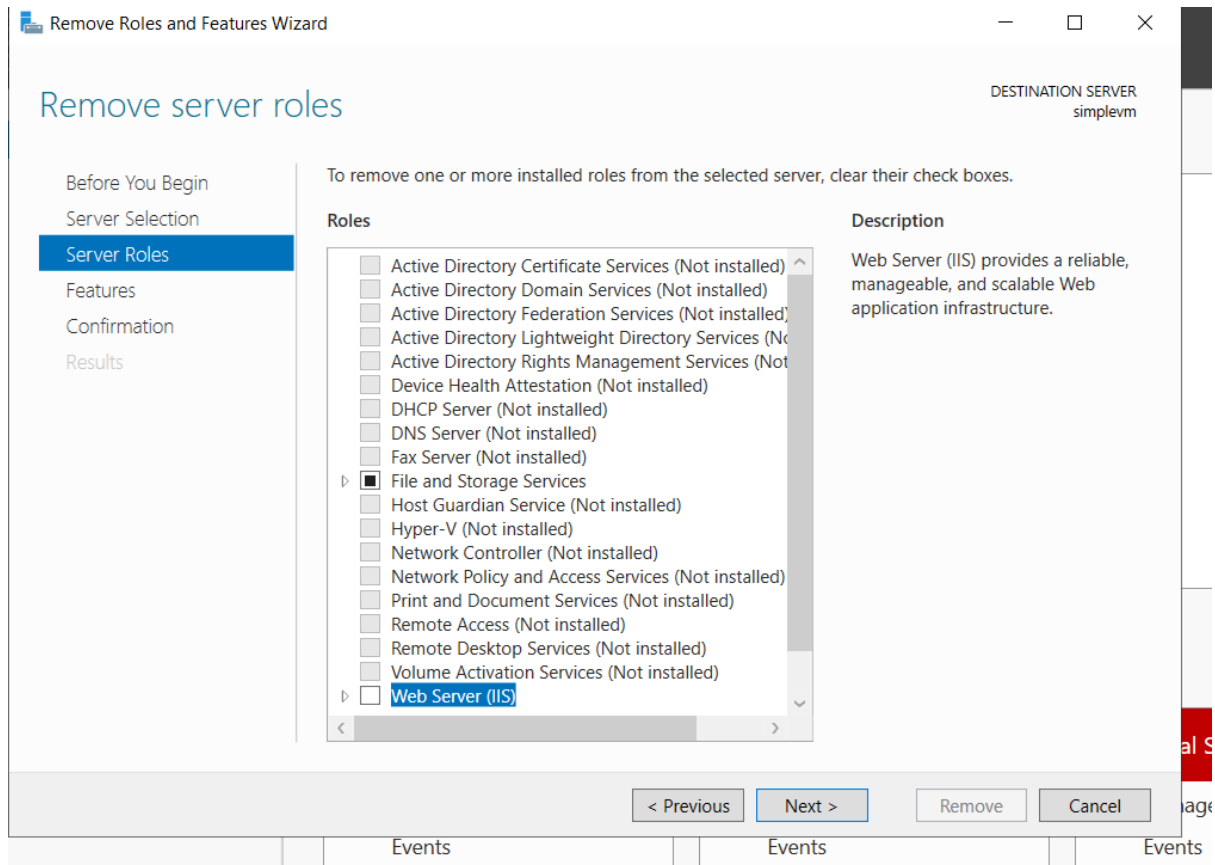 Remove Roles and Features Wizard
Remove server roles
DESTINATION SERVER
simplevm
Before You Begin
Server Selection
Server Roles
Features
Confirmation
Results
To remove one or more installed roles from the selected server, clear their check boxes.
Roles
Active Directory Certificate Services (Not installed)
Active Directory Domain Services (Not installed)
Active Directory Federation Services (Not installed)
Active Directory Lightweight Directory Services (No
Active Directory Rights Management Services (Not
Device Health Attestation (Not installed)
DHCP Server (Not installed)
DNS Server (Not installed)
Fax Server (Not installed)
File and Storage Services
Host Guardian Service (Not installed)
Hyper-V (Not installed)
Network Controller (Not installed)
Network Policy and Access Services (Not installed)
Print and Document Services (Not installed)
Remote Access (Not installed)
Remote Desktop Services (Not installed)
Volume Activation Services (Not installed)
Web Server (IIS)
Description
Web Server (IIS) provides a reliable,
manageable, and scalable Web
application infrastructure.
< Previous
Next >
Remove
Cancel
al S
age
Events
Events
Events